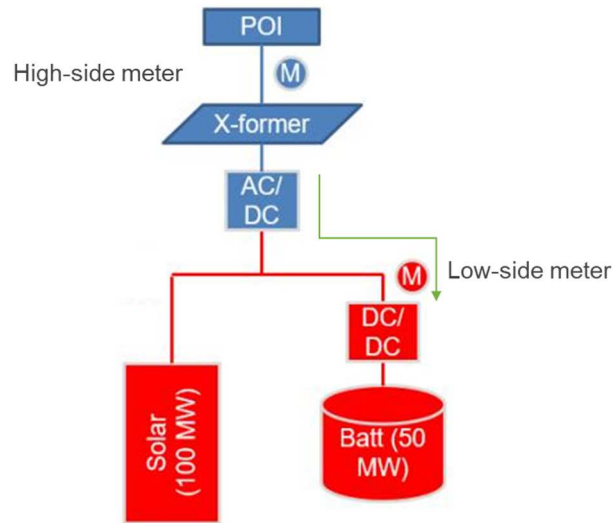 POI
High-side meter
M
X-former
AC/
DC
M
Low-side meter
DC/
DC
Solar
(100 MW)
Batt (50
MW)